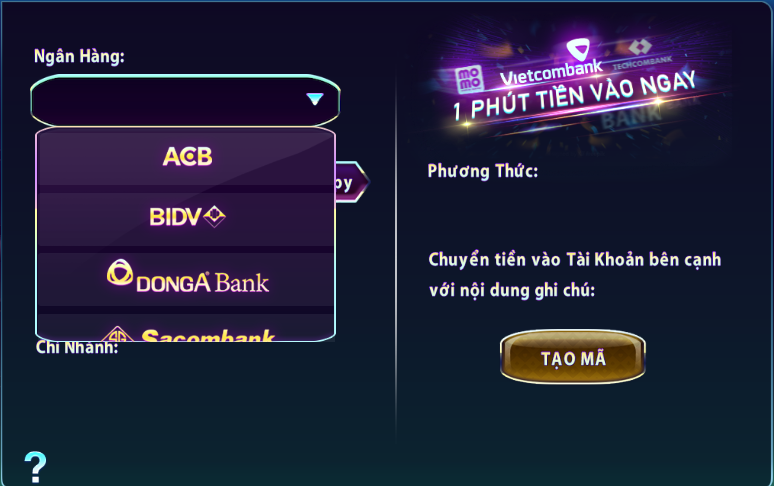 Ngân Hàng:
ACB
BIDV
DONGA Bank
Sacombank
Chi Nhánh:
?
mo
mo
Vietcombank
TECHCOMBANK
1 PHÚT TIỀN VÀO NGAY
BANK
Phương Thức:
Chuyển tiền vào Tài Khoản bên cạnh
với nội dung ghi chú:
TẠO MÃ